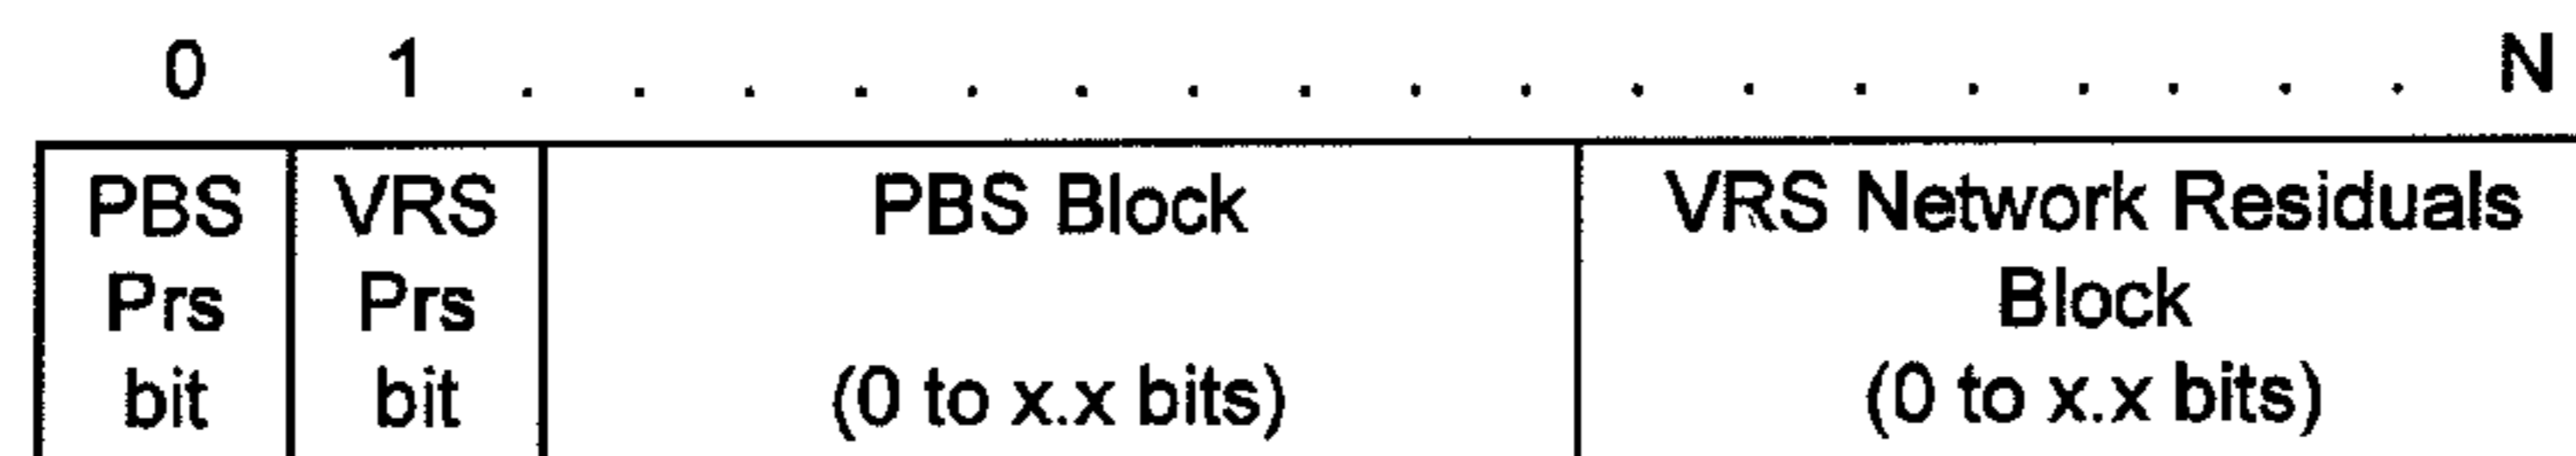 0 1 . . . . . . . . . . . . . . . . . . N
PBS VRS PBS Block VRS Network Residuals
Prs Prs Block
bit bit (0 to x.x bits) (0 to x.x bits)